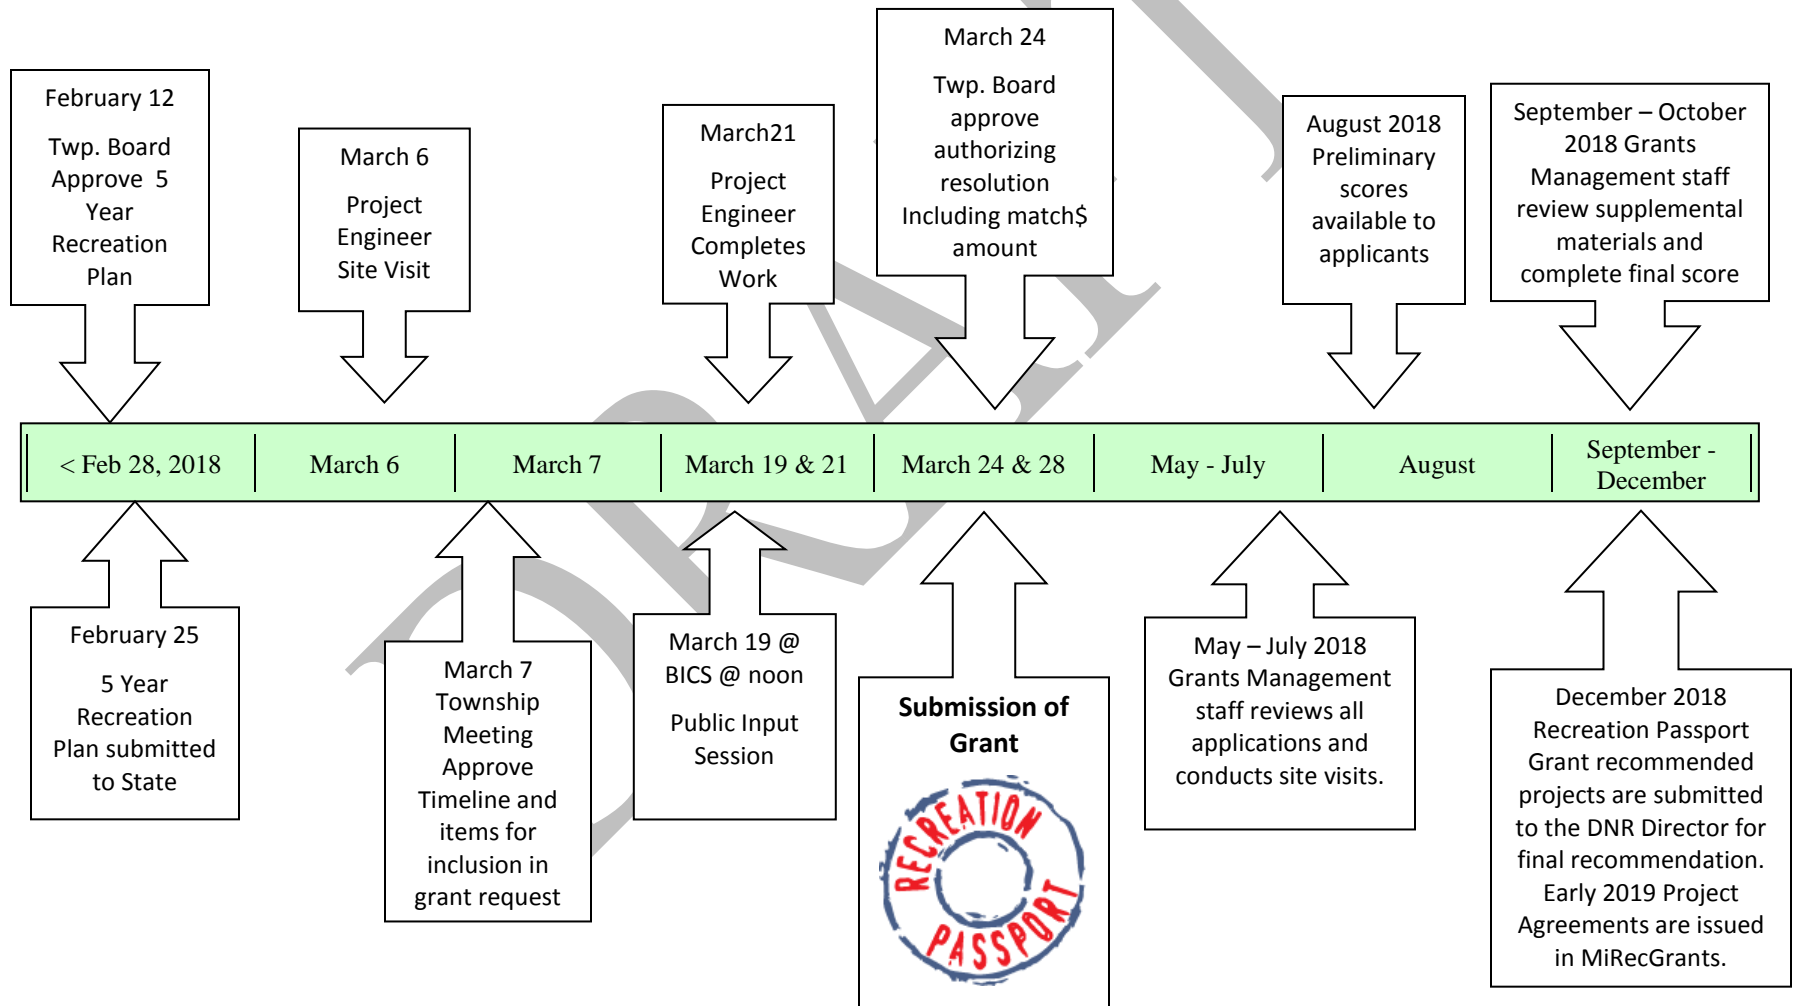 February 12
Twp. Board
Approve 5
Year
Recreation
Plan
March 6
Project
Engineer
Site Visit
March21
Project
Engineer
Completes
Work
March 24
Twp. Board
approve
authorizing
resolution
Including match$
amount
August 2018
Preliminary
scores
available to
applicants
September – October
2018 Grants
Management staff
review supplemental
materials and
complete final score
< Feb 28, 2018
March 6
March 7
March 19 & 21
March 24 & 28
May - July
August
September -
December
February 25
5 Year
Recreation
Plan submitted
to State
March 7
Township
Meeting
Approve
Timeline and
items for
inclusion in
grant request
March 19 @
BICS @ noon
Public Input
Session
Submission of
Grant
RECREATION
PASSPORT
May – July 2018
Grants Management
staff reviews all
applications and
conducts site visits.
December 2018
Recreation Passport
Grant recommended
projects are submitted
to the DNR Director for
final recommendation.
Early 2019 Project
Agreements are issued
in MiRecGrants.
DRAFT